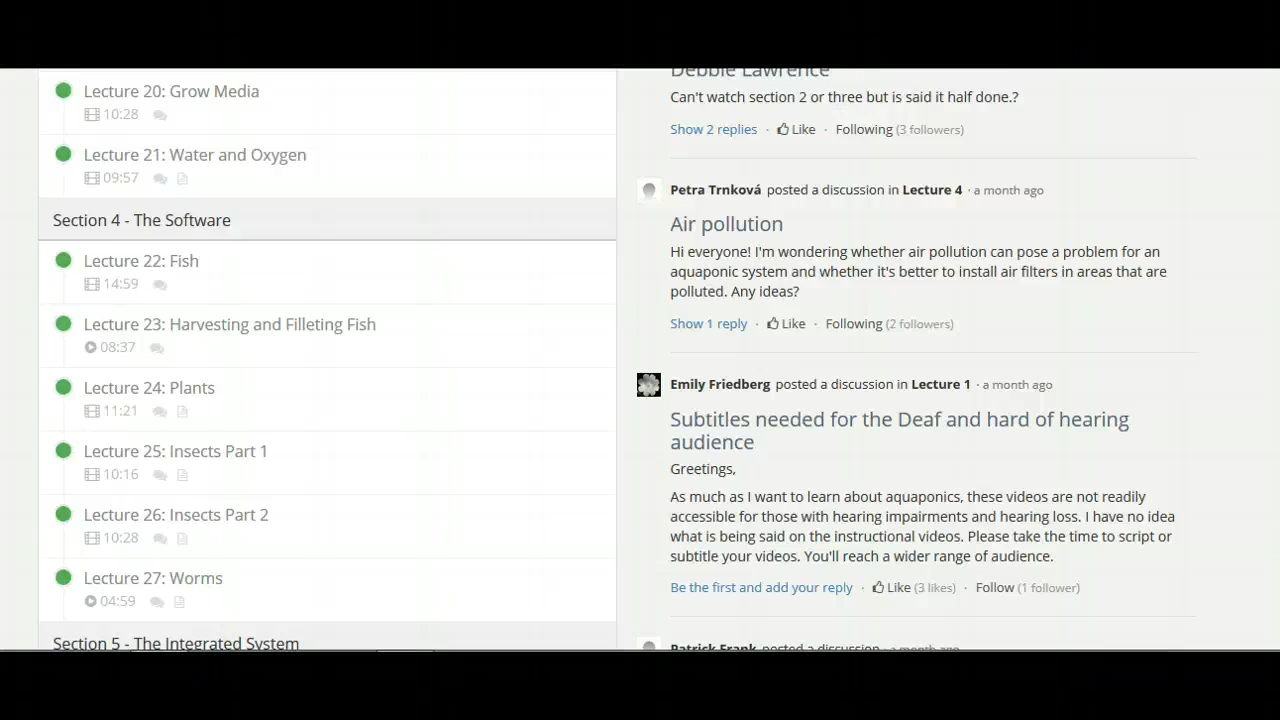 Lecture 20: Grow Media
10:28
Lecture 21: Water and Oxygen
09:57
Section 4 - The Software
Lecture 22: Fish
14:59
Lecture 23: Harvesting and Filleting Fish
08:37
Lecture 24: Plants
11:21
Lecture 25: Insects Part 1
10:16
Lecture 26: Insects Part 2
10:28
Lecture 27: Worms
04:59
Section 5 - The Integrated System
Debbie Lawrence
Can't watch section 2 or three but is said it half done.?
Show 2 replies · Like · Following (3 followers)
Petra Trnková posted a discussion in Lecture 4 · a month ago
Air pollution
Hi everyone! I'm wondering whether air pollution can pose a problem for an
aquaponic system and whether it's better to install air filters in areas that are
polluted. Any ideas?
Show 1 reply · Like · Following (2 followers)
Emily Friedberg posted a discussion in Lecture 1 · a month ago
Subtitles needed for the Deaf and hard of hearing
audience
Greetings,
As much as I want to learn about aquaponics, these videos are not readily
accessible for those with hearing impairments and hearing loss. I have no idea
what is being said on the instructional videos. Please take the time to script or
subtitle your videos. You'll reach a wider range of audience.
Be the first and add your reply · Like (3 likes) · Follow (1 follower)
Patrick Frank posted a discussion · a month ago